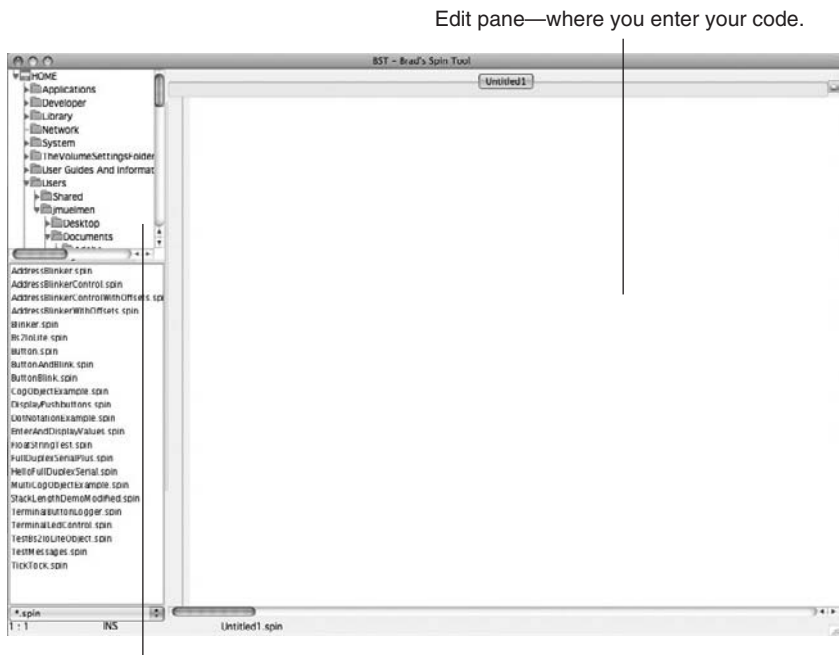 Edit pane—where you enter your code.
BST - Brad's Spin Tool
HOME
Applications
Developer
Library
Network
System
TheVolumeSettingsFolder
User Guides And Informat
Users
Shared
jmuelmen
Desktop
Documents
Untitled1
AddressBlinker.spin
AddressBlinkerControl.spin
AddressBlinkerControlWithOffsets.spi
AddressBlinkerWithOffsets.spin
Blinker.spin
Bs2IoLite.spin
Button.spin
ButtonAndBlink.spin
ButtonBlink.spin
CogObjectExample.spin
DisplayPushbuttons.spin
DotNotationExample.spin
EnterAndDisplayValues.spin
FloatStringTest.spin
FullDuplexSerialPlus.spin
HelloFullDuplexSerial.spin
MultiCogObjectExample.spin
StackLengthDemoModified.spin
TerminalButtonLogger.spin
TerminalLedControl.spin
TestBs2IoLiteObject.spin
TestMessages.spin
TickTock.spin
*.spin
1 : 1 INS Untitled1.spin